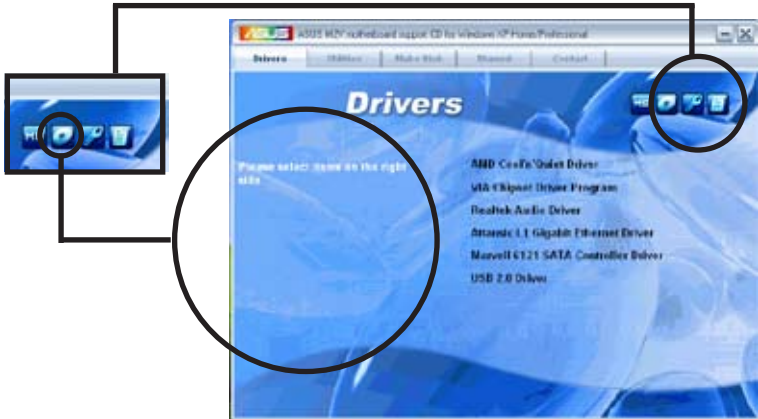 ASUS ASUS M2V motherboard support CD for Windows XP Home/Professional
Drivers Utilities Make Disk Manual Contact
Drivers
Please select items on the right
side
AMD Cool'n'Quiet Driver
VIA Chipset Driver Program
Realtek Audio Driver
Attansic L1 Gigabit Ethernet Driver
Marvell 6121 SATA Controller Driver
USB 2.0 Driver